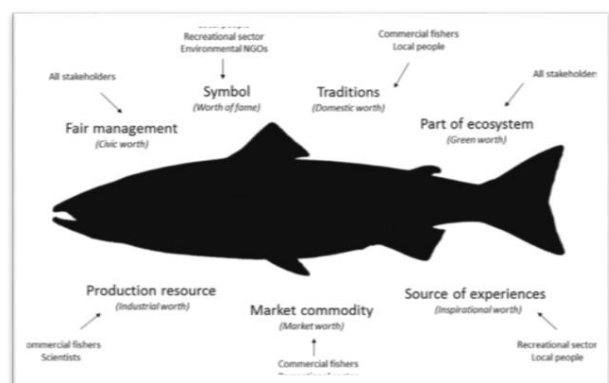 Recreational sector
Environmental NGOs
Commercial fishers
Local people
All stakeholders
Symbol
(Worth of fame)
Traditions
(Domestic worth)
All stakeholders
Fair management
(Civic worth)
Part of ecosystem
(Green worth)
Production resource
(Industrial worth)
Market commodity
(Market worth)
Source of experiences
(Inspirational worth)
ommercial fishers
Scientists
Commercial fishers
Recreational sector
Local people